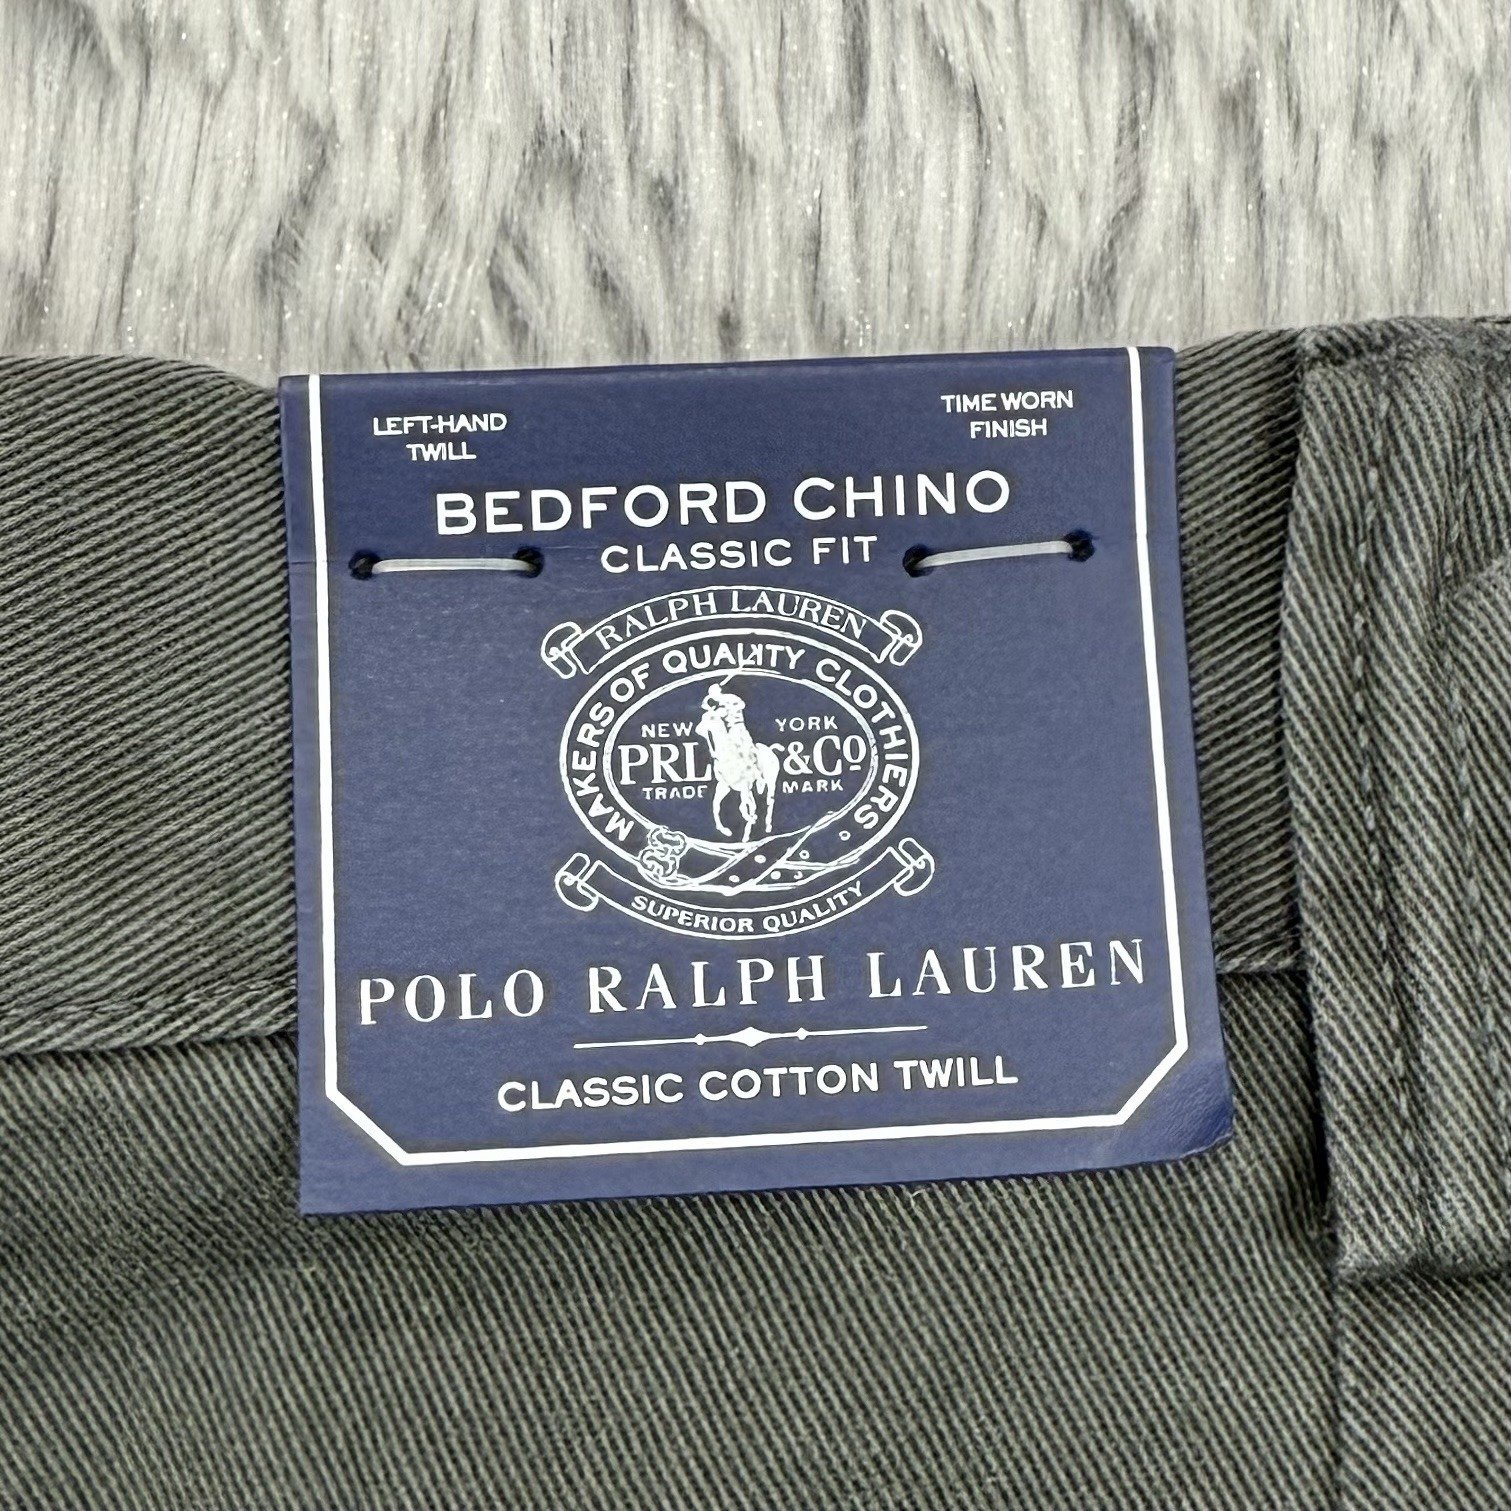 LEFT-HAND
TWILL
TIME WORN
FINISH
BEDFORD CHINO
CLASSIC FIT
RALPH LAUREN
MAKERS OF QUALITY CLOTHIERS
NEW YORK
PRL &Cº
TRADE MARK
SUPERIOR QUALITY
POLO RALPH LAUREN
CLASSIC COTTON TWILL